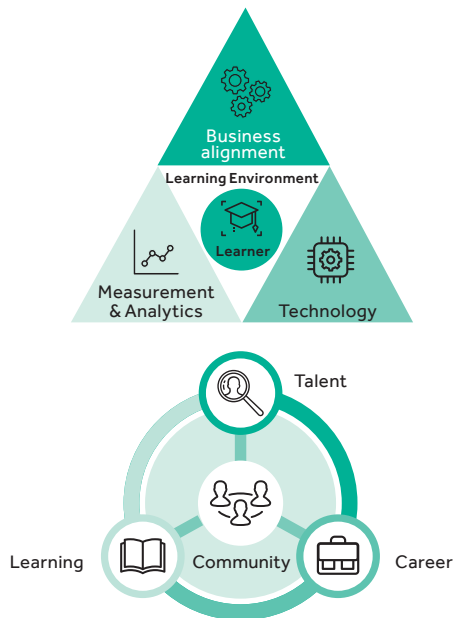 Business
alignment
Learning Environment
Learner
Measurement
& Analytics
Technology
Talent
Learning
Community
Career